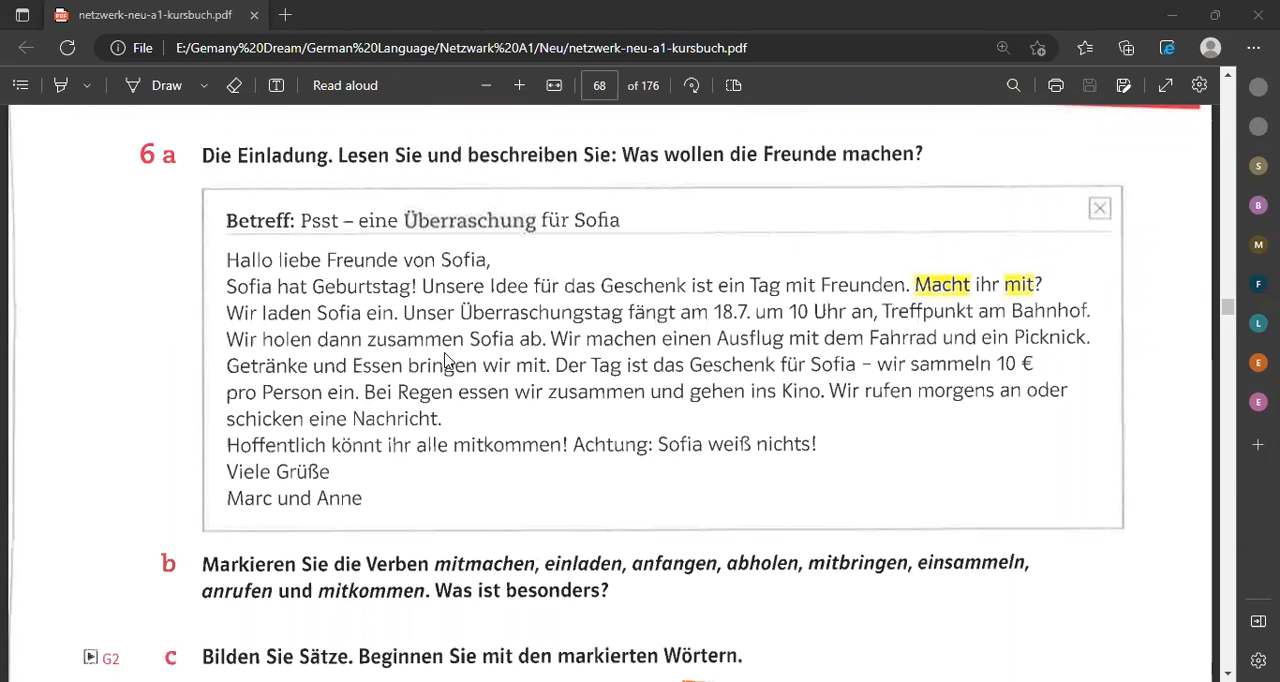 netzwerk-neu-a1-kursbuch.pdf
File E:/Gemany%20Dream/German%20Language/Netzwark%20A1/Neu/netzwerk-neu-a1-kursbuch.pdf
Draw Read aloud 68 of 176
6 a Die Einladung. Lesen Sie und beschreiben Sie: Was wollen die Freunde machen?
Betreff: Psst – eine Überraschung für Sofia
Hallo liebe Freunde von Sofia,
Sofia hat Geburtstag! Unsere Idee für das Geschenk ist ein Tag mit Freunden. Macht ihr mit?
Wir laden Sofia ein. Unser Überraschungstag fängt am 18.7. um 10 Uhr an, Treffpunkt am Bahnhof.
Wir holen dann zusammen Sofia ab. Wir machen einen Ausflug mit dem Fahrrad und ein Picknick.
Getränke und Essen bringen wir mit. Der Tag ist das Geschenk für Sofia – wir sammeln 10 €
pro Person ein. Bei Regen essen wir zusammen und gehen ins Kino. Wir rufen morgens an oder
schicken eine Nachricht.
Hoffentlich könnt ihr alle mitkommen! Achtung: Sofia weiß nichts!
Viele Grüße
Marc und Anne
b Markieren Sie die Verben mitmachen, einladen, anfangen, abholen, mitbringen, einsammeln,
anrufen und mitkommen. Was ist besonders?
G2 c Bilden Sie Sätze. Beginnen Sie mit den markierten Wörtern.
S
B
M
F
L
E
E